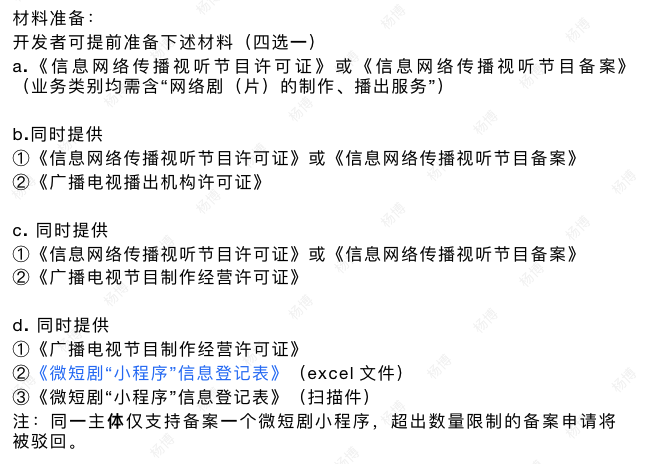 材料准备：
开发者可提前准备下述材料（四选一）
a.《信息网络传播视听节目许可证》或《信息网络传播视听节目备案》
（业务类别均需含“网络剧（片）的制作、播出服务”）
b.同时提供
①《信息网络传播视听节目许可证》或《信息网络传播视听节目备案》
②《广播电视播出机构许可证》
c. 同时提供
①《信息网络传播视听节目许可证》或《信息网络传播视听节目备案》
②《广播电视节目制作经营许可证》
d. 同时提供
①《广播电视节目制作经营许可证》
②《微短剧“小程序”信息登记表》（excel 文件）
③《微短剧“小程序”信息登记表》（扫描件）
注：同一主体仅支持备案一个微短剧小程序，超出数量限制的备案申请将
被驳回。
杨博